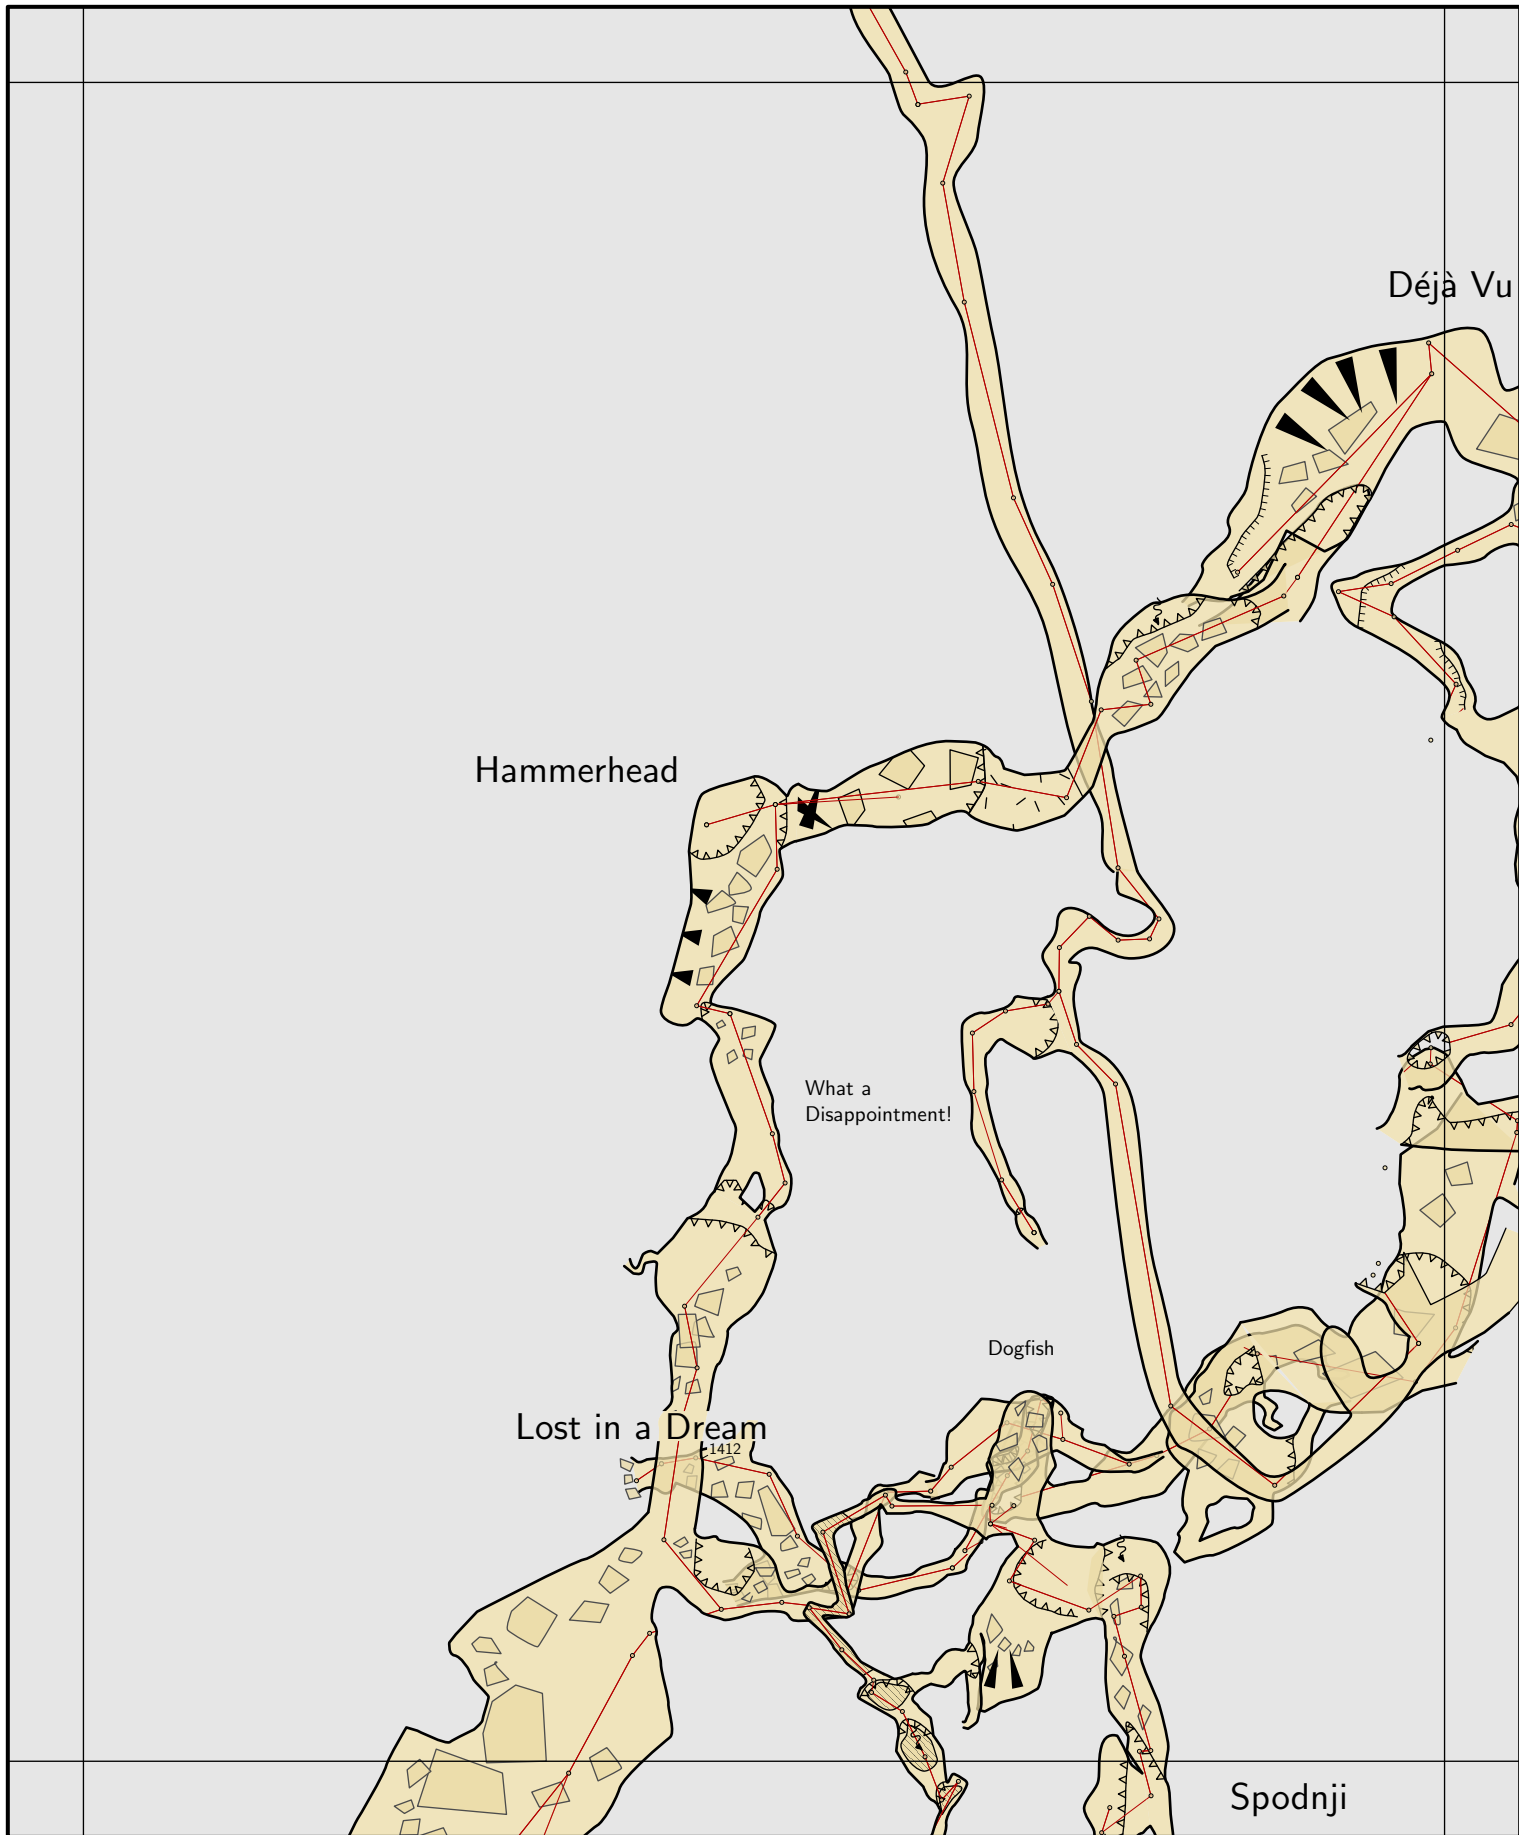 Déjà Vu
Hammerhead
What a
Disappointment!
Dogfish
Lost in a Dream
1412
Spodnji